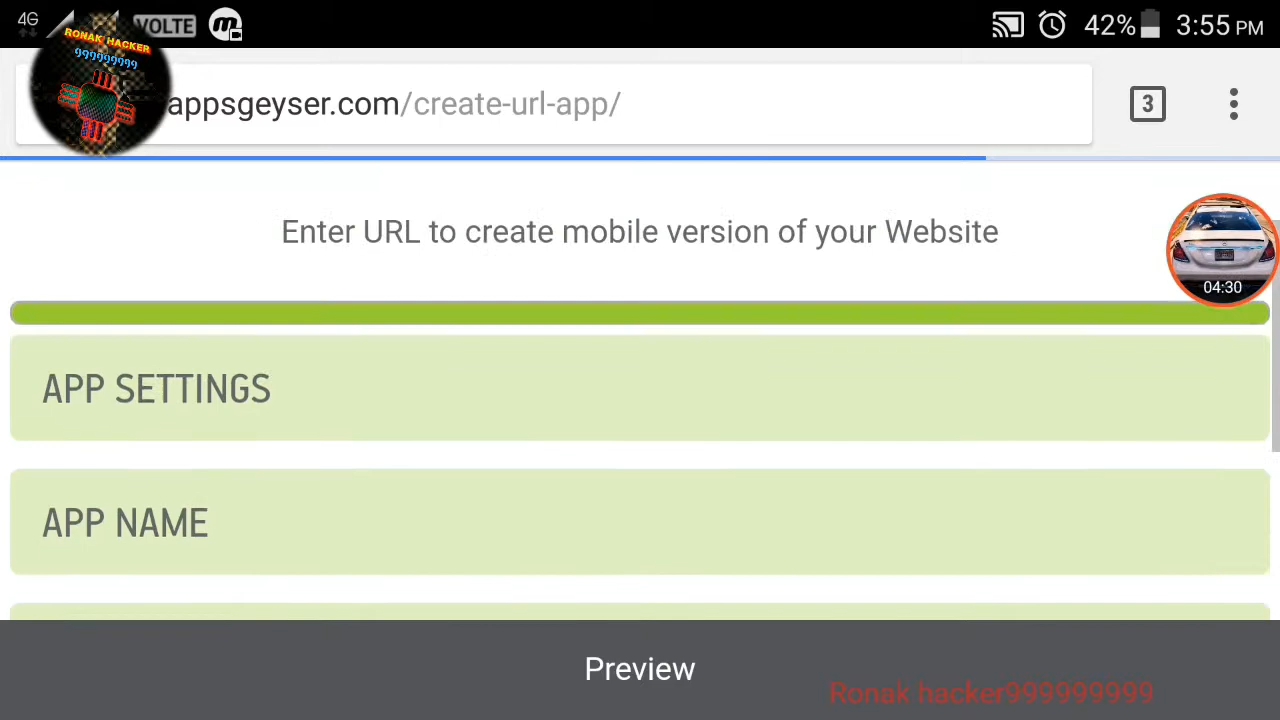 4G VOLTE 42% 3:55 PM
RONAK HACKER
999999999
appsgeyser.com/create-url-app/
3
Enter URL to create mobile version of your Website
04:30
APP SETTINGS
APP NAME
Preview
Ronak hacker999999999